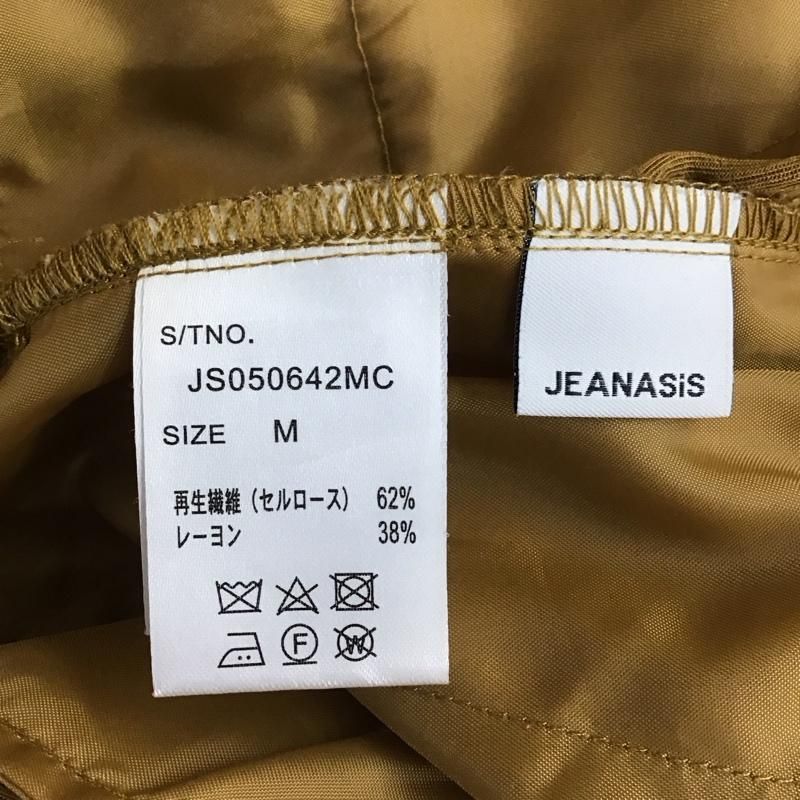 S/TNO.
JS050642MC
SIZE M
再生繊維(セルロース) 62%
レーヨン 38%
F
W
JEANASiS